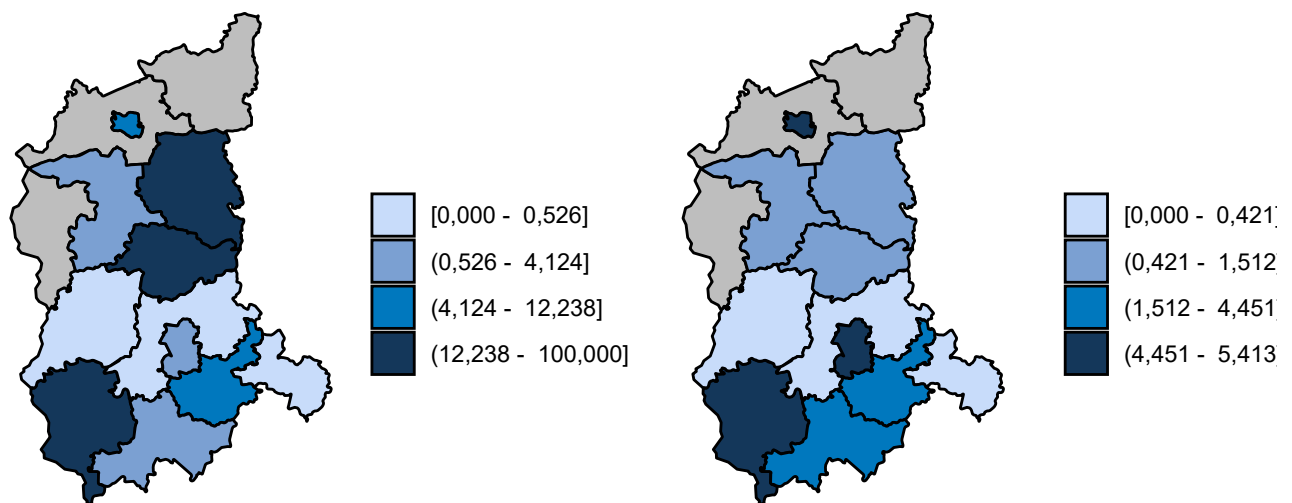 [0,000 - 0,526]
(0,526 - 4,124]
(4,124 - 12,238]
(12,238 - 100,000]
[0,000 - 0,421]
(0,421 - 1,512]
(1,512 - 4,451]
(4,451 - 5,413]